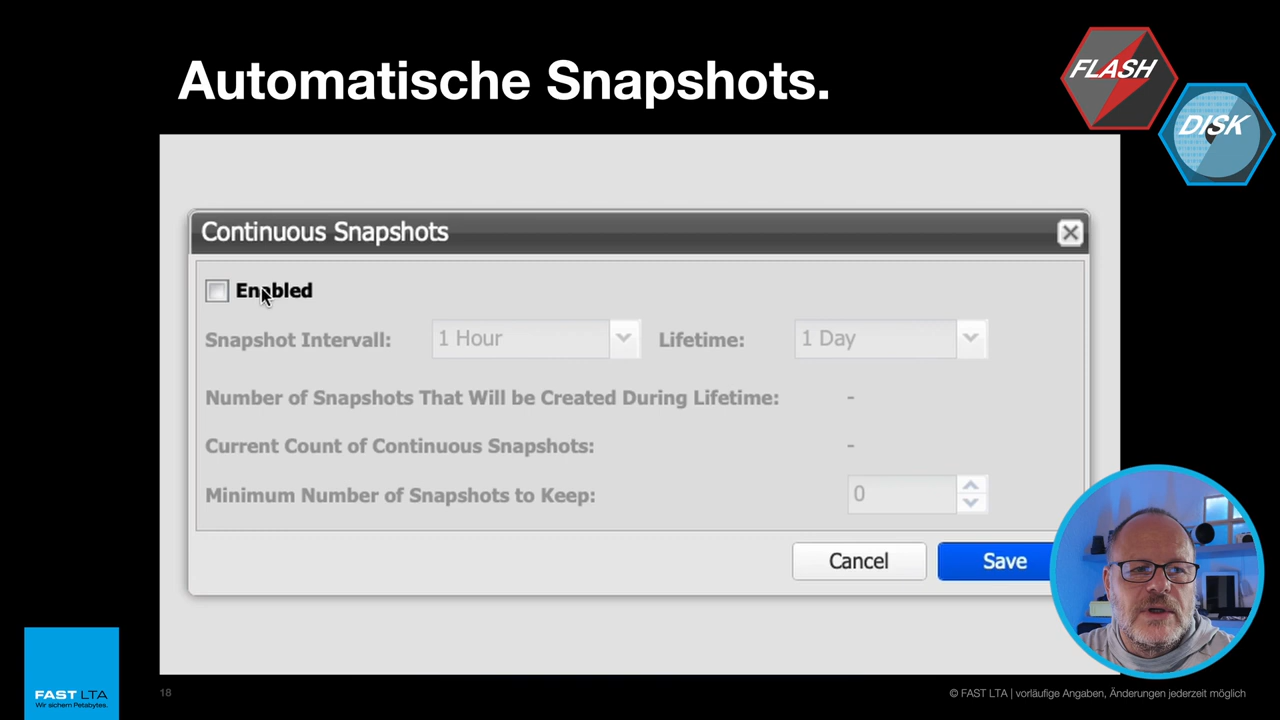 Automatische Snapshots.
FLASH
DISK
Continuous Snapshots
Enabled
Snapshot Intervall: 1 Hour Lifetime: 1 Day
Number of Snapshots That Will be Created During Lifetime: -
Current Count of Continuous Snapshots: -
Minimum Number of Snapshots to Keep: 0
Cancel Save
FAST LTA
Wir sichern Petabytes.
18
© FAST LTA | vorläufige Angaben, Änderungen jederzeit möglich